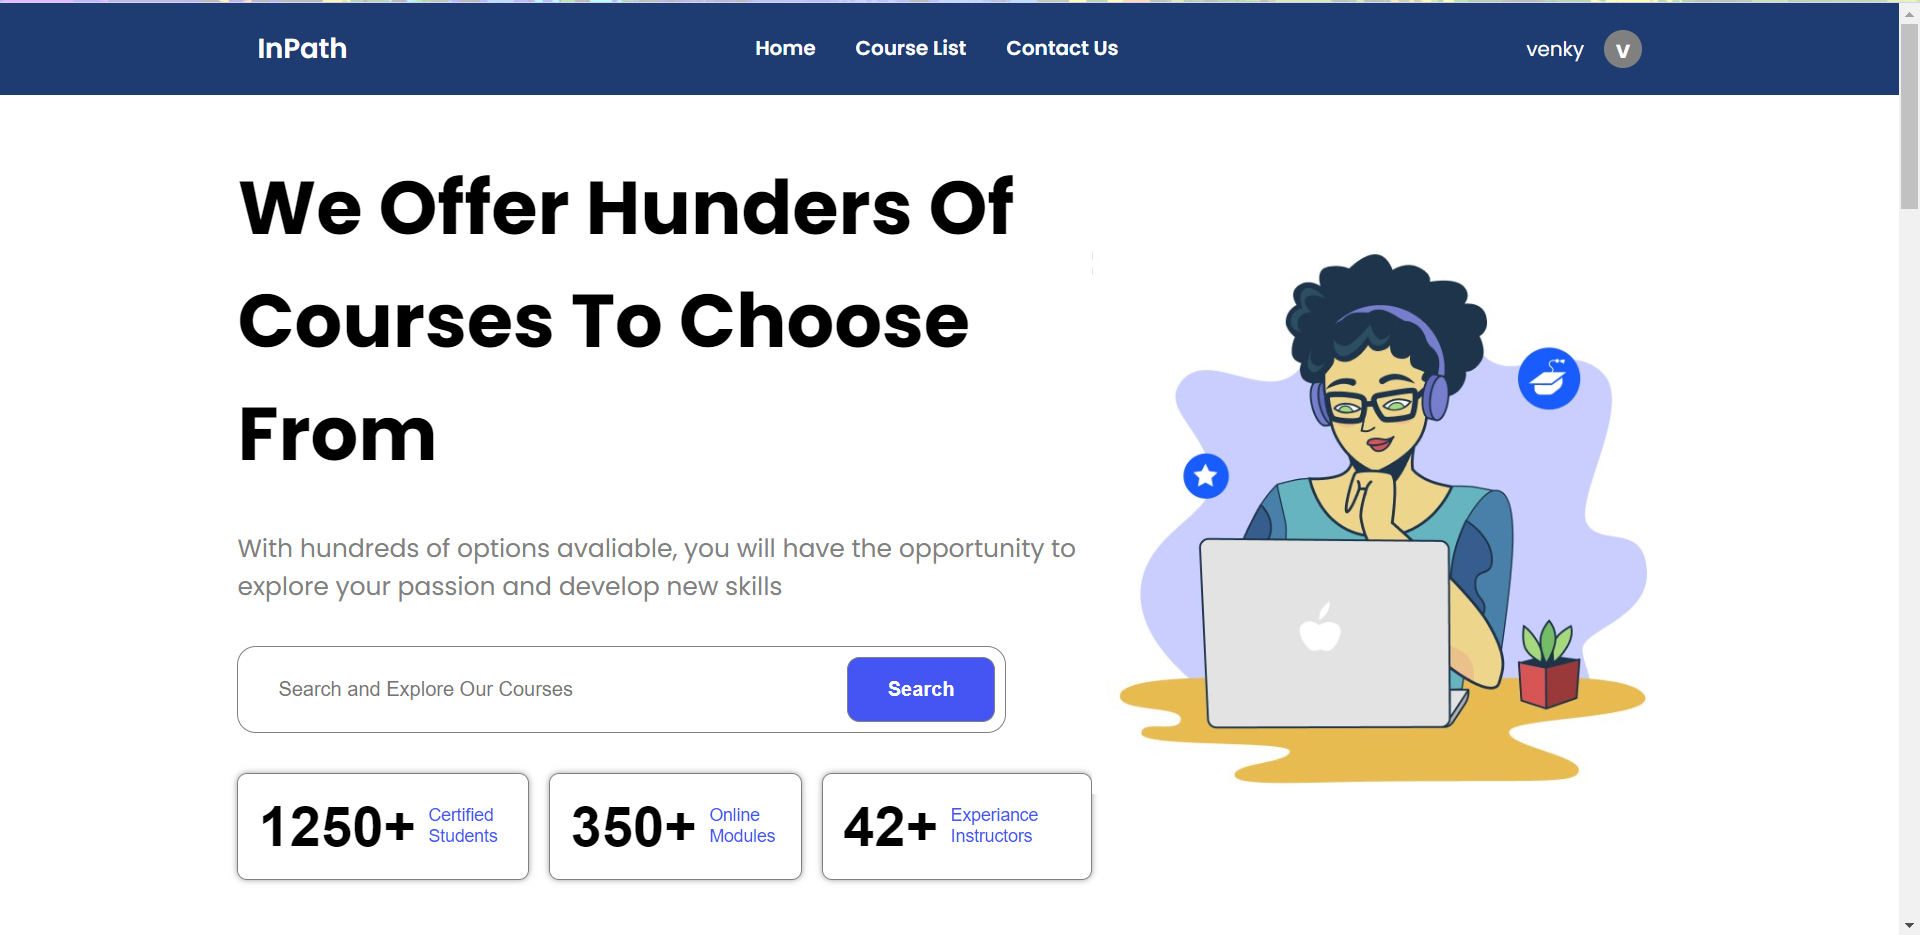 InPath
Home Course List Contact Us
venky v
We Offer Hunders Of
Courses To Choose
From
With hundreds of options avaliable, you will have the opportunity to
explore your passion and develop new skills
Search and Explore Our Courses
Search
1250+ Certified
Students
350+ Online
Modules
42+ Experiance
Instructors